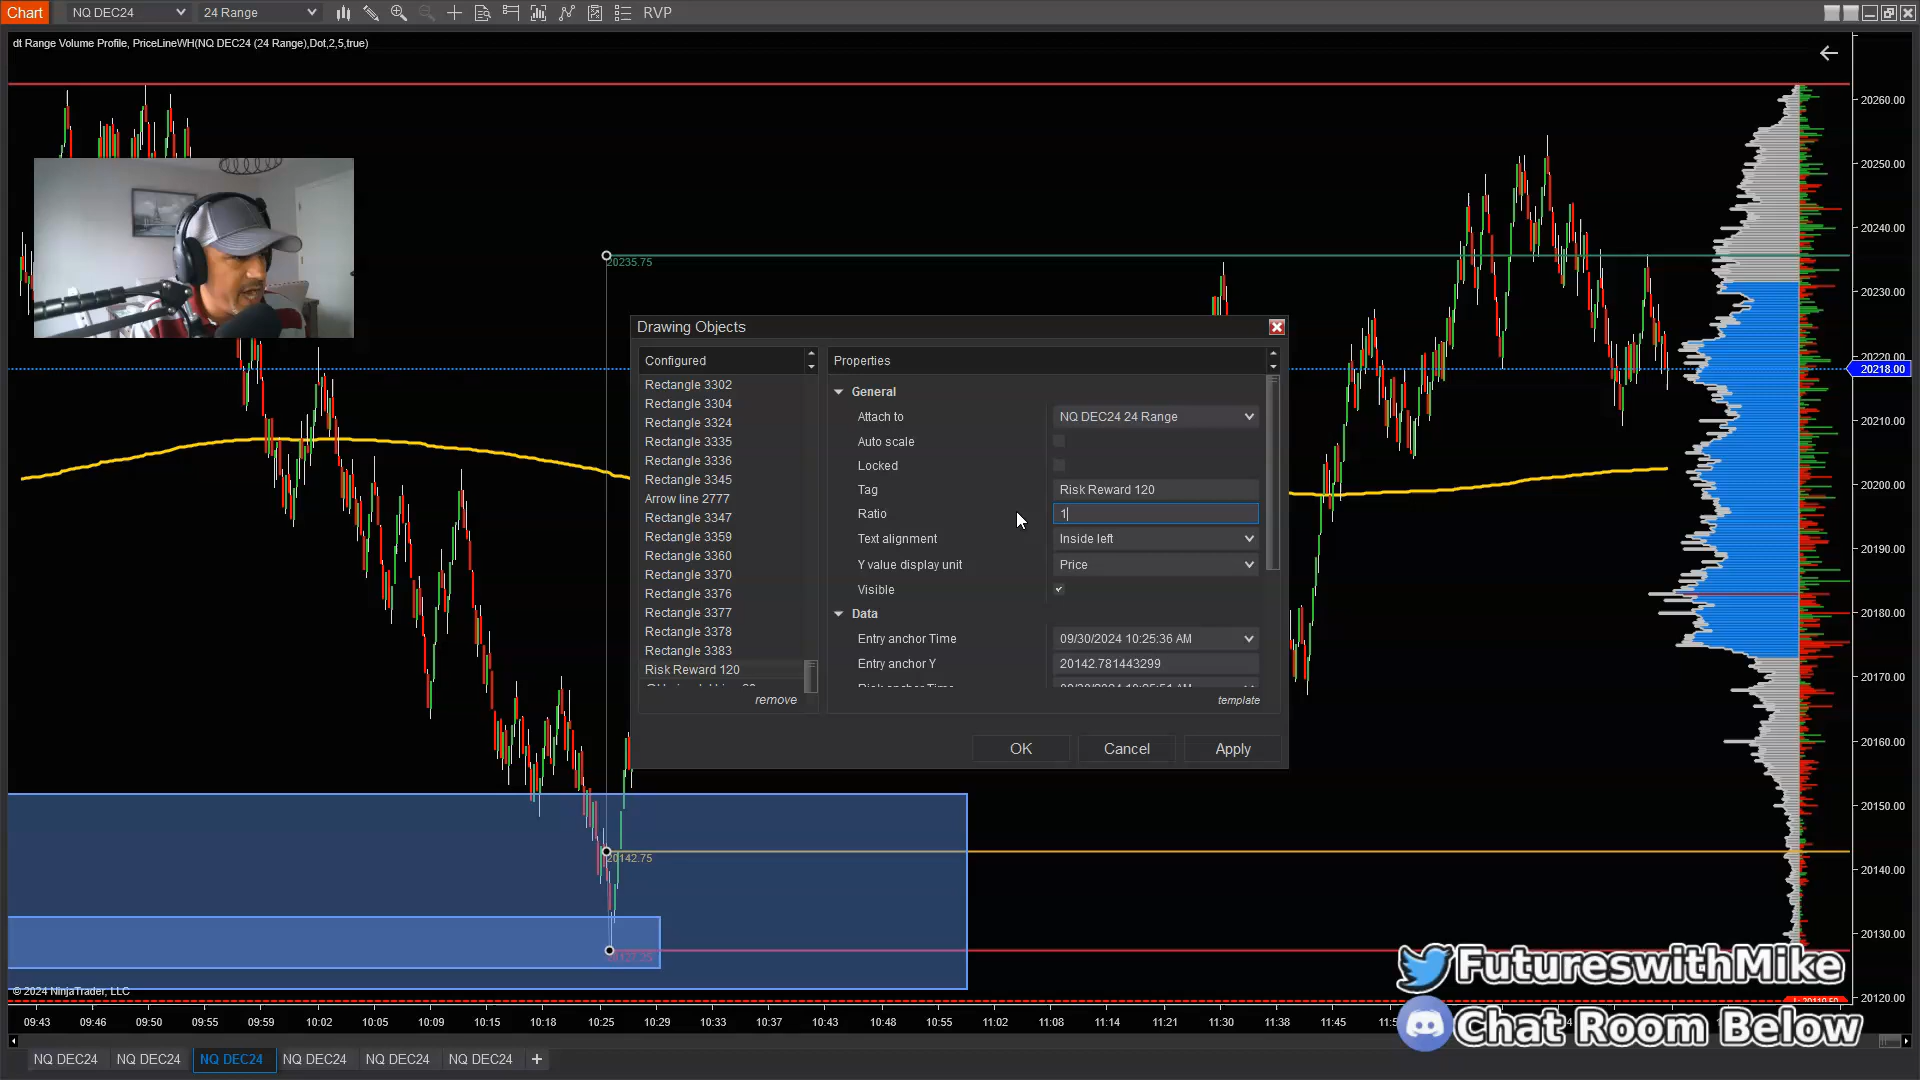 Chart NQ DEC24 24 Range RVP
dt Range Volume Profile, PriceLineWH(NQ DEC24 (24 Range),Dot,2,5,true)
20260.00
20250.00
20240.00
20235.75
20230.00
Drawing Objects
Configured
Properties
20220.00
20218.00
Rectangle 3302
Rectangle 3304
Rectangle 3324
Rectangle 3335
Rectangle 3336
Rectangle 3345
Arrow line 2777
Rectangle 3347
Rectangle 3359
Rectangle 3360
Rectangle 3370
Rectangle 3376
Rectangle 3377
Rectangle 3378
Rectangle 3383
Risk Reward 120
remove
General
Attach to NQ DEC24 24 Range
Auto scale
Locked
Tag Risk Reward 120
Ratio 1
Text alignment Inside left
Y value display unit Price
Visible
Data
Entry anchor Time 09/30/2024 10:25:36 AM
Entry anchor Y 20142.781443299
template
OK Cancel Apply
20210.00
20200.00
20190.00
20180.00
20170.00
20160.00
20150.00
20142.75
20140.00
20130.00
20127.25
20120.00
FutureswithMike
Chat Room Below
© 2024 NinjaTrader, LLC
09:43 09:46 09:50 09:55 09:59 10:02 10:05 10:09 10:15 10:18 10:25 10:29 10:33 10:37 10:43 10:48 10:55 11:02 11:08 11:14 11:21 11:30 11:38 11:45
NQ DEC24 NQ DEC24 NQ DEC24 NQ DEC24 NQ DEC24 NQ DEC24 +